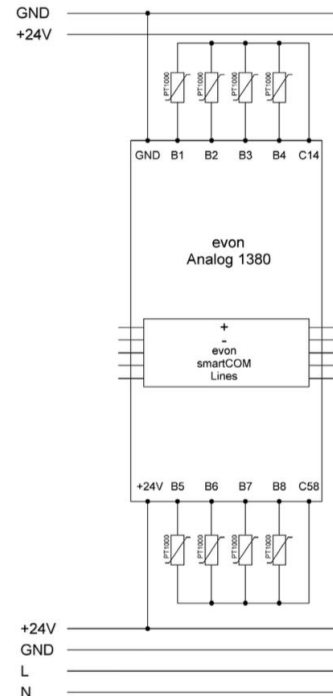 GND
+24V
PT1000 PT1000 PT1000 PT1000
GND B1 B2 B3 B4 C14
evon
Analog 1380
+
-
evon
smartCOM
Lines
+24V B5 B6 B7 B8 C58
PT1000 PT1000 PT1000 PT1000
+24V
GND
L
N